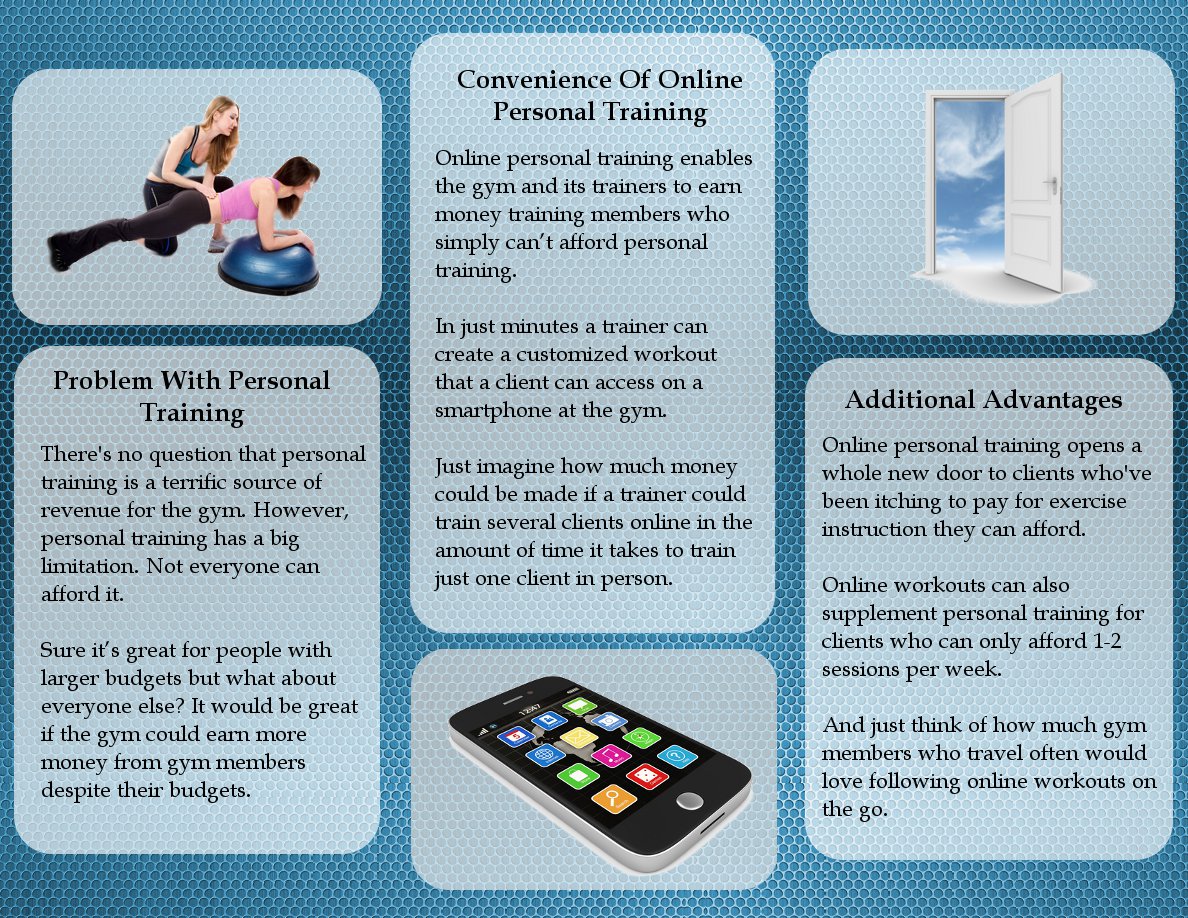 Problem With Personal
Training
There's no question that personal
training is a terrific source of
revenue for the gym. However,
personal training has a big
limitation. Not everyone can
afford it.
Sure it’s great for people with
larger budgets but what about
everyone else? It would be great
if the gym could earn more
money from gym members
despite their budgets.
Convenience Of Online
Personal Training
Online personal training enables
the gym and its trainers to earn
money training members who
simply can’t afford personal
training.
In just minutes a trainer can
create a customized workout
that a client can access on a
smartphone at the gym.
Just imagine how much money
could be made if a trainer could
train several clients online in the
amount of time it takes to train
just one client in person.
12:47
Additional Advantages
Online personal training opens a
whole new door to clients who've
been itching to pay for exercise
instruction they can afford.
Online workouts can also
supplement personal training for
clients who can only afford 1-2
sessions per week.
And just think of how much gym
members who travel often would
love following online workouts on
the go.